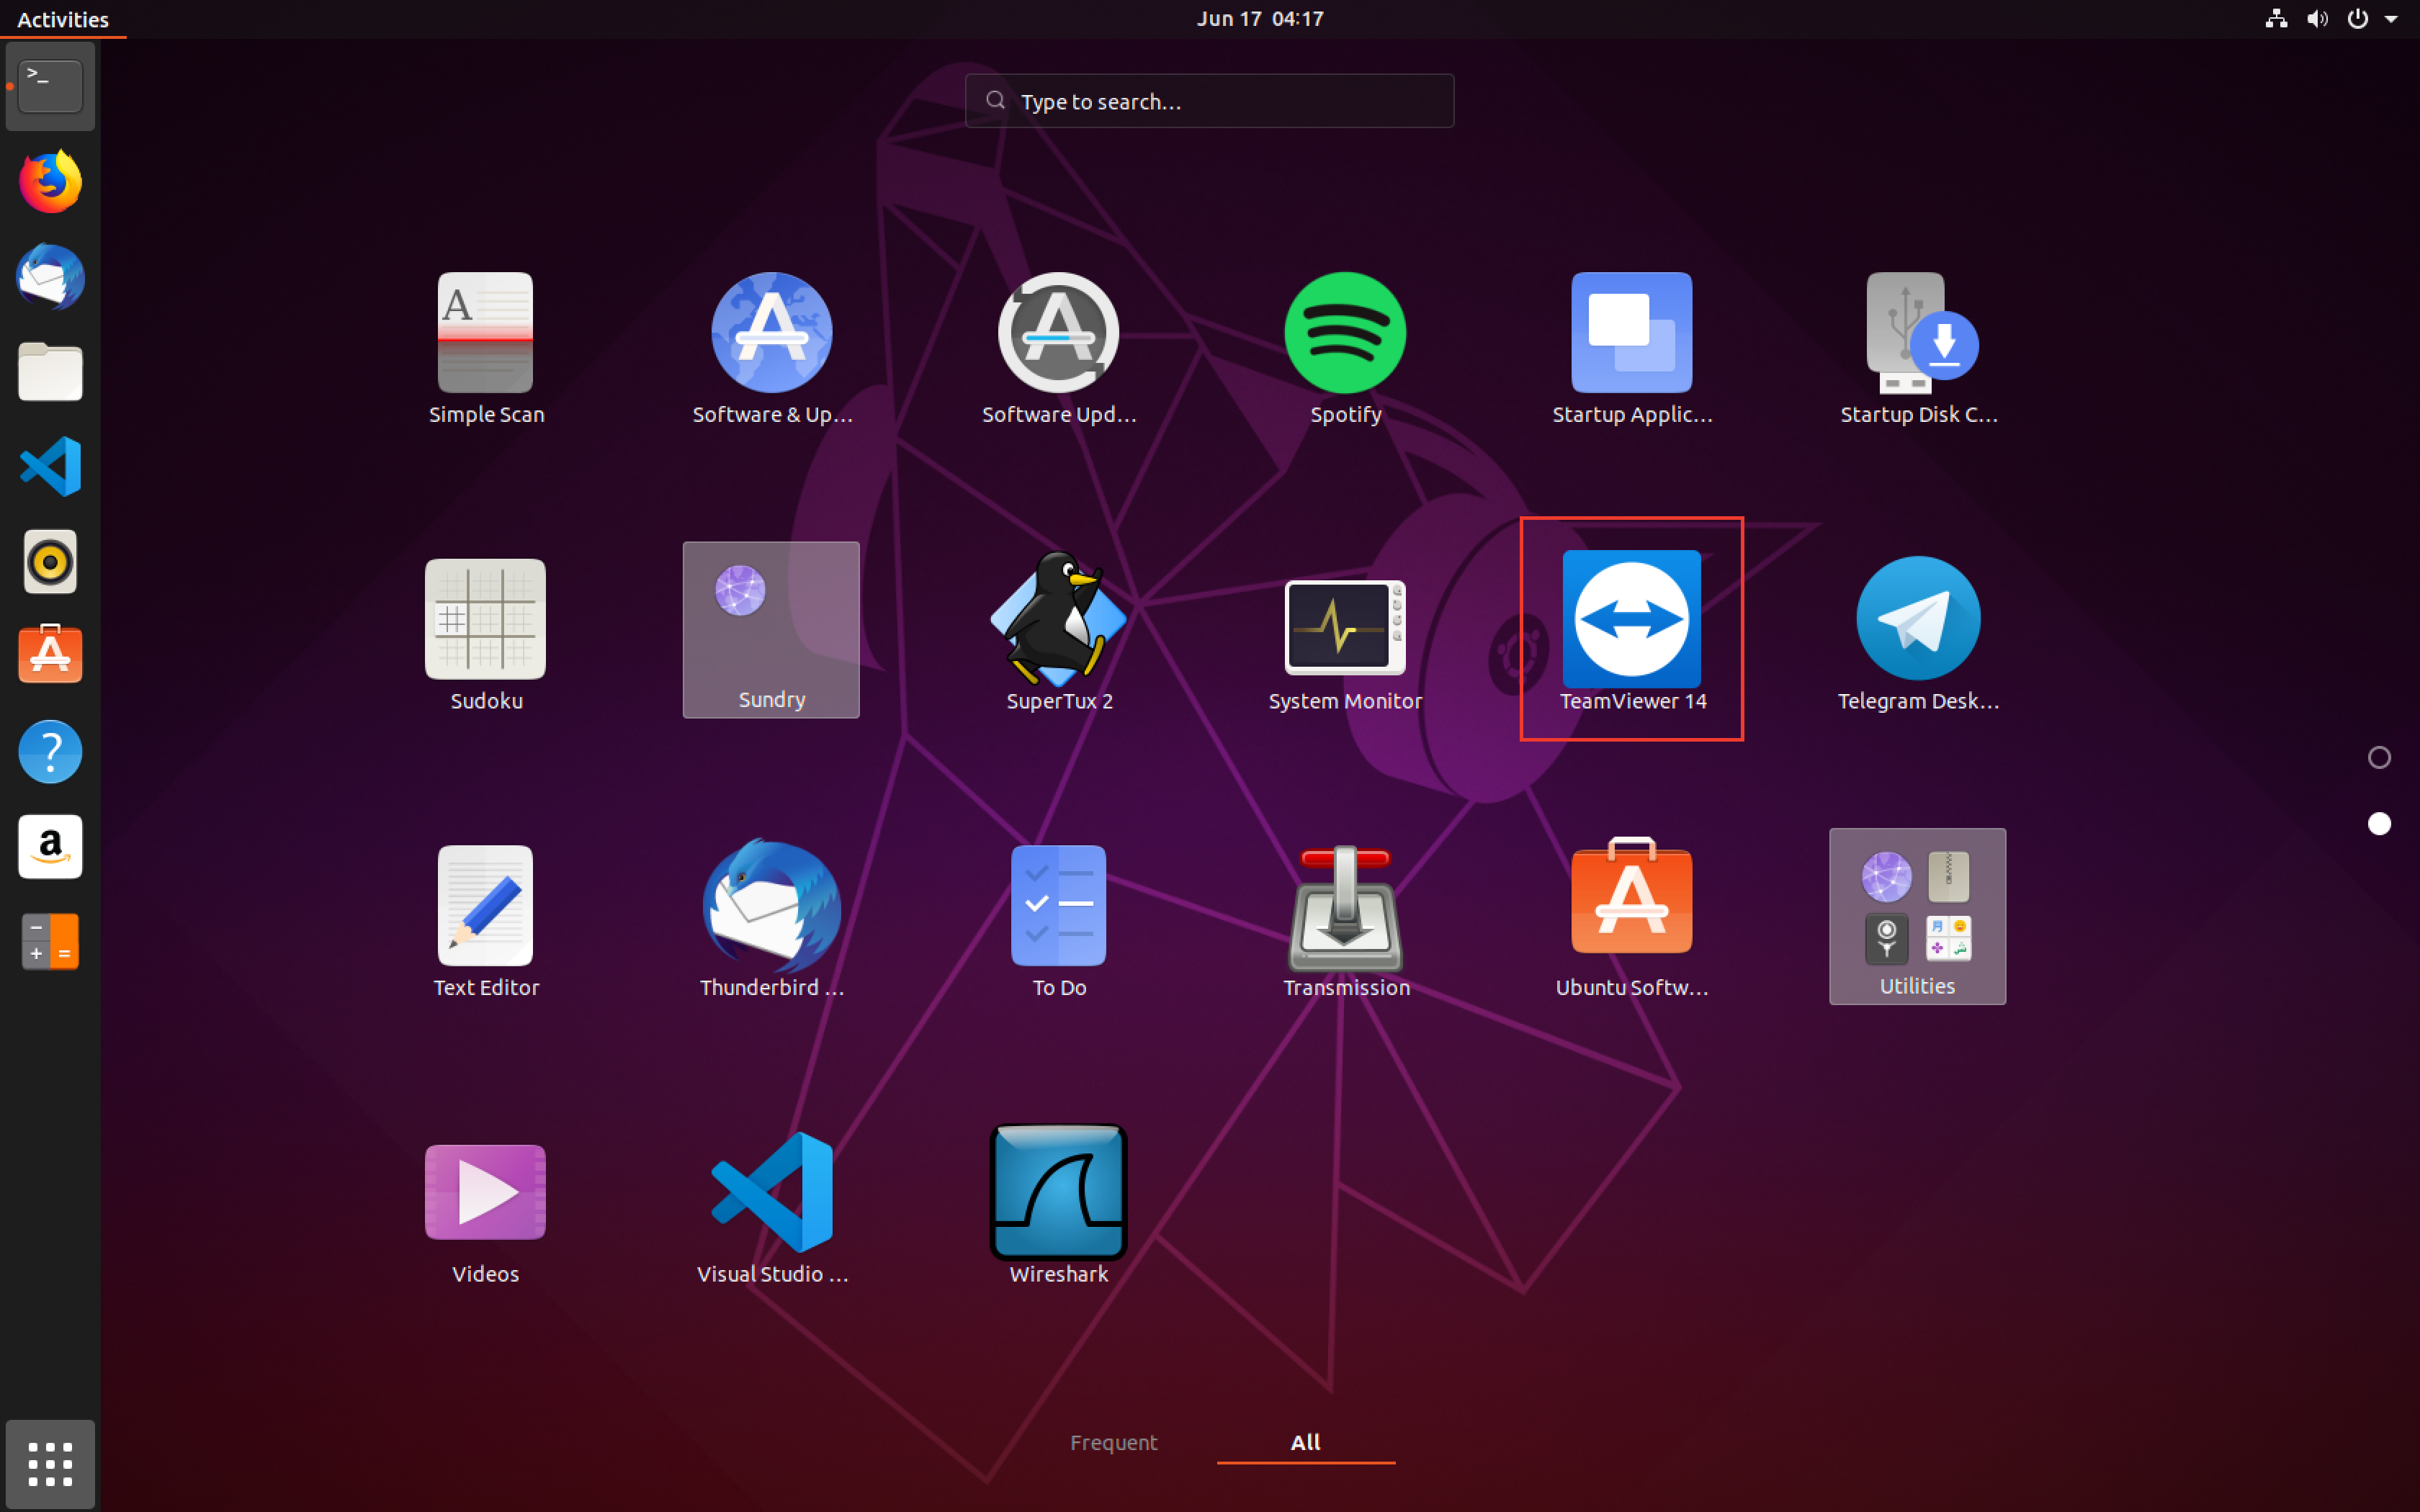 Activities
Jun 17 04:17
Type to search...
Simple Scan
Software & Up...
Software Upd...
Spotify
Startup Applic...
Startup Disk C...
Sudoku
Sundry
SuperTux 2
System Monitor
TeamViewer 14
Telegram Desk...
Text Editor
Thunderbird ...
To Do
Transmission
Ubuntu Softw...
Utilities
Videos
Visual Studio ...
Wireshark
Frequent
All